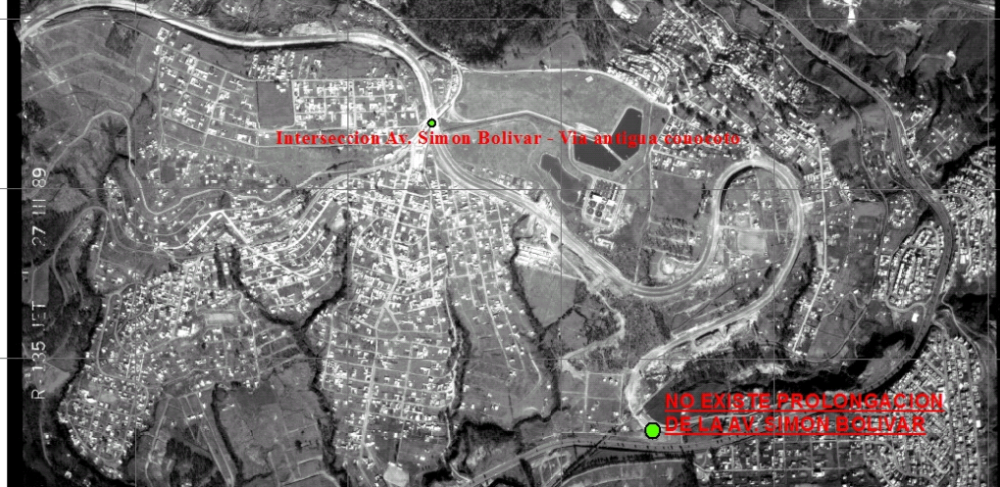 Interseccion Av. Simon Bolivar - Via antigua conocoto
R 135 IGT 27 III 89
NO EXISTE PROLONGACION
DE LA AV. SIMON BOLIVAR